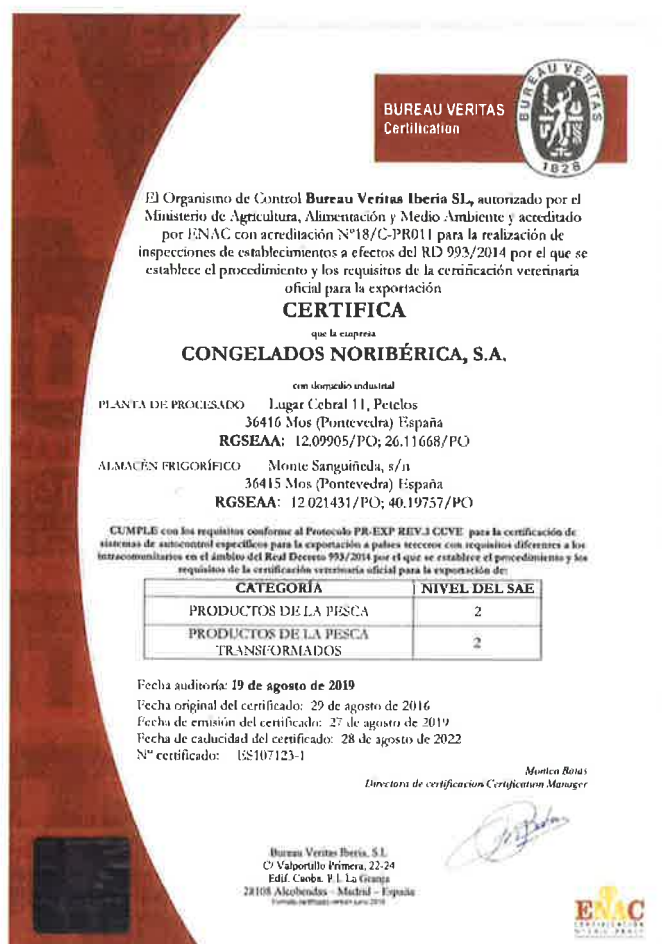 BUREAU VERITAS
Certification
BUREAU VERITAS
1828
El Organismo de Control Bureau Veritas Iberia SL, autorizado por el
Ministerio de Agricultura, Alimentación y Medio Ambiente y acreditado
por ENAC con acreditación Nº18/C-PR011 para la realización de
inspecciones de establecimientos a efectos del RD 993/2014 por el que se
establece el procedimiento y los requisitos de la certificación veterinaria
oficial para la exportación
CERTIFICA
que la empresa
CONGELADOS NORIBÉRICA, S.A.
con domicilio industrial
PLANTA DE PROCESADO Lugar Cebral 11, Petelos
36416 Mos (Pontevedra) España
RGSEAA: 12.09905/PO; 26.11668/PO
ALMACÉN FRIGORÍFICO Monte Sanguiñeda, s/n
36415 Mos (Pontevedra) España
RGSEAA: 12 021431/PO; 40.19757/PO
CUMPLE con los requisitos conforme al Protocolo PR-EXP REV.3 CCVE para la certificación de
sistemas de autocontrol específicos para la exportación a países terceros con requisitos diferentes a los
intracomunitarios en el ámbito del Real Decreto 993/2014 por el que se establece el procedimiento y los
requisitos de la certificación veterinaria oficial para la exportación de:
CATEGORÍA NIVEL DEL SAE
PRODUCTOS DE LA PESCA 2
PRODUCTOS DE LA PESCA
TRANSFORMADOS 2
Fecha auditoría: 19 de agosto de 2019
Fecha original del certificado: 29 de agosto de 2016
Fecha de emisión del certificado: 27 de agosto de 2019
Fecha de caducidad del certificado: 28 de agosto de 2022
Nº certificado: ES107123-1
Monica Botas
Directora de certificacion Certification Manager
Bureau Veritas Iberia, S.L
C/ Valportillo Primera, 22-24
Edif. Caoba. P.I. La Granja
28108 Alcobendas - Madrid - España
ENAC
CERTIFICACIÓN